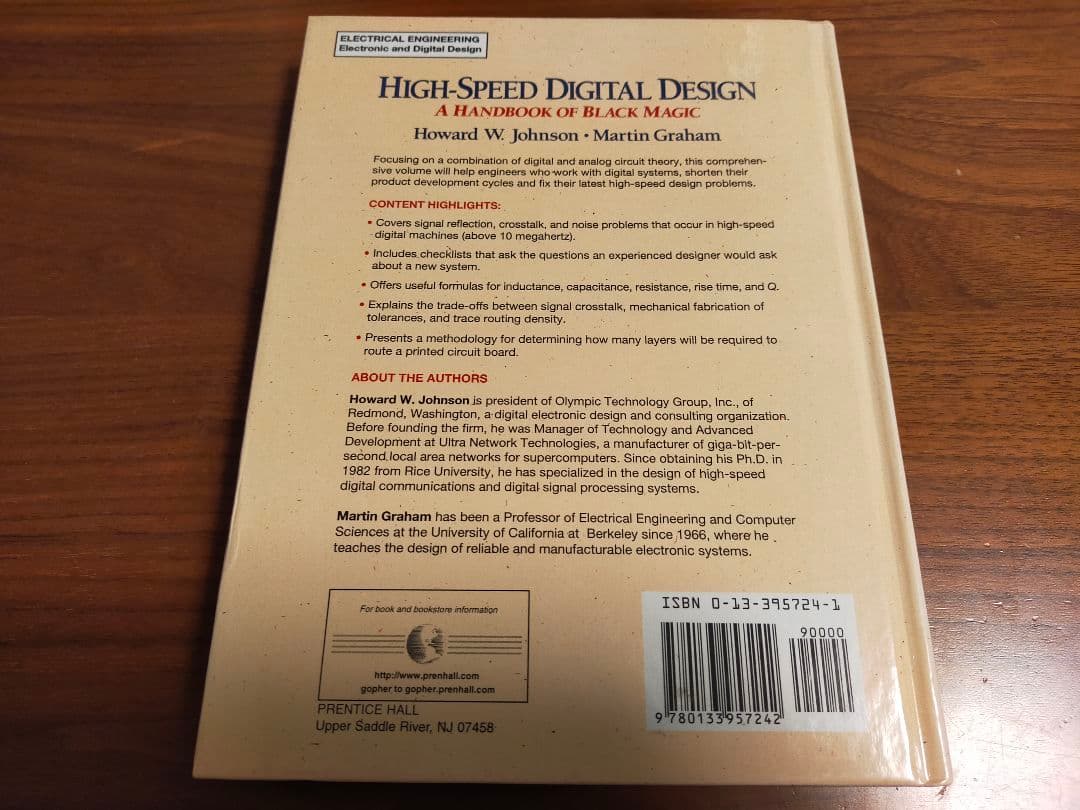 ELECTRICAL ENGINEERING
Electronic and Digital Design
HIGH-SPEED DIGITAL DESIGN
A HANDBOOK OF BLACK MAGIC
Howard W. Johnson • Martin Graham
Focusing on a combination of digital and analog circuit theory, this comprehen-
sive volume will help engineers who work with digital systems, shorten their
product development cycles and fix their latest high-speed design problems.
CONTENT HIGHLIGHTS:
• Covers signal reflection, crosstalk, and noise problems that occur in high-speed
digital machines (above 10 megahertz).
• Includes checklists that ask the questions an experienced designer would ask
about a new system.
• Offers useful formulas for inductance, capacitance, resistance, rise time, and Q.
• Explains the trade-offs between signal crosstalk, mechanical fabrication of
tolerances, and trace routing density.
• Presents a methodology for determining how many layers will be required to
route a printed circuit board.
ABOUT THE AUTHORS
Howard W. Johnson is president of Olympic Technology Group, Inc., of
Redmond, Washington, a digital electronic design and consulting organization.
Before founding the firm, he was Manager of Technology and Advanced
Development at Ultra Network Technologies, a manufacturer of giga-bit-per-
second local area networks for supercomputers. Since obtaining his Ph.D. in
1982 from Rice University, he has specialized in the design of high-speed
digital communications and digital signal processing systems.
Martin Graham has been a Professor of Electrical Engineering and Computer
Sciences at the University of California at Berkeley since 1966, where he
teaches the design of reliable and manufacturable electronic systems.
For book and bookstore information
http://www.prenhall.com
gopher to gopher.prenhall.com
PRENTICE HALL
Upper Saddle River, NJ 07458
ISBN 0-13-395724-1
90000
9 780133 957242